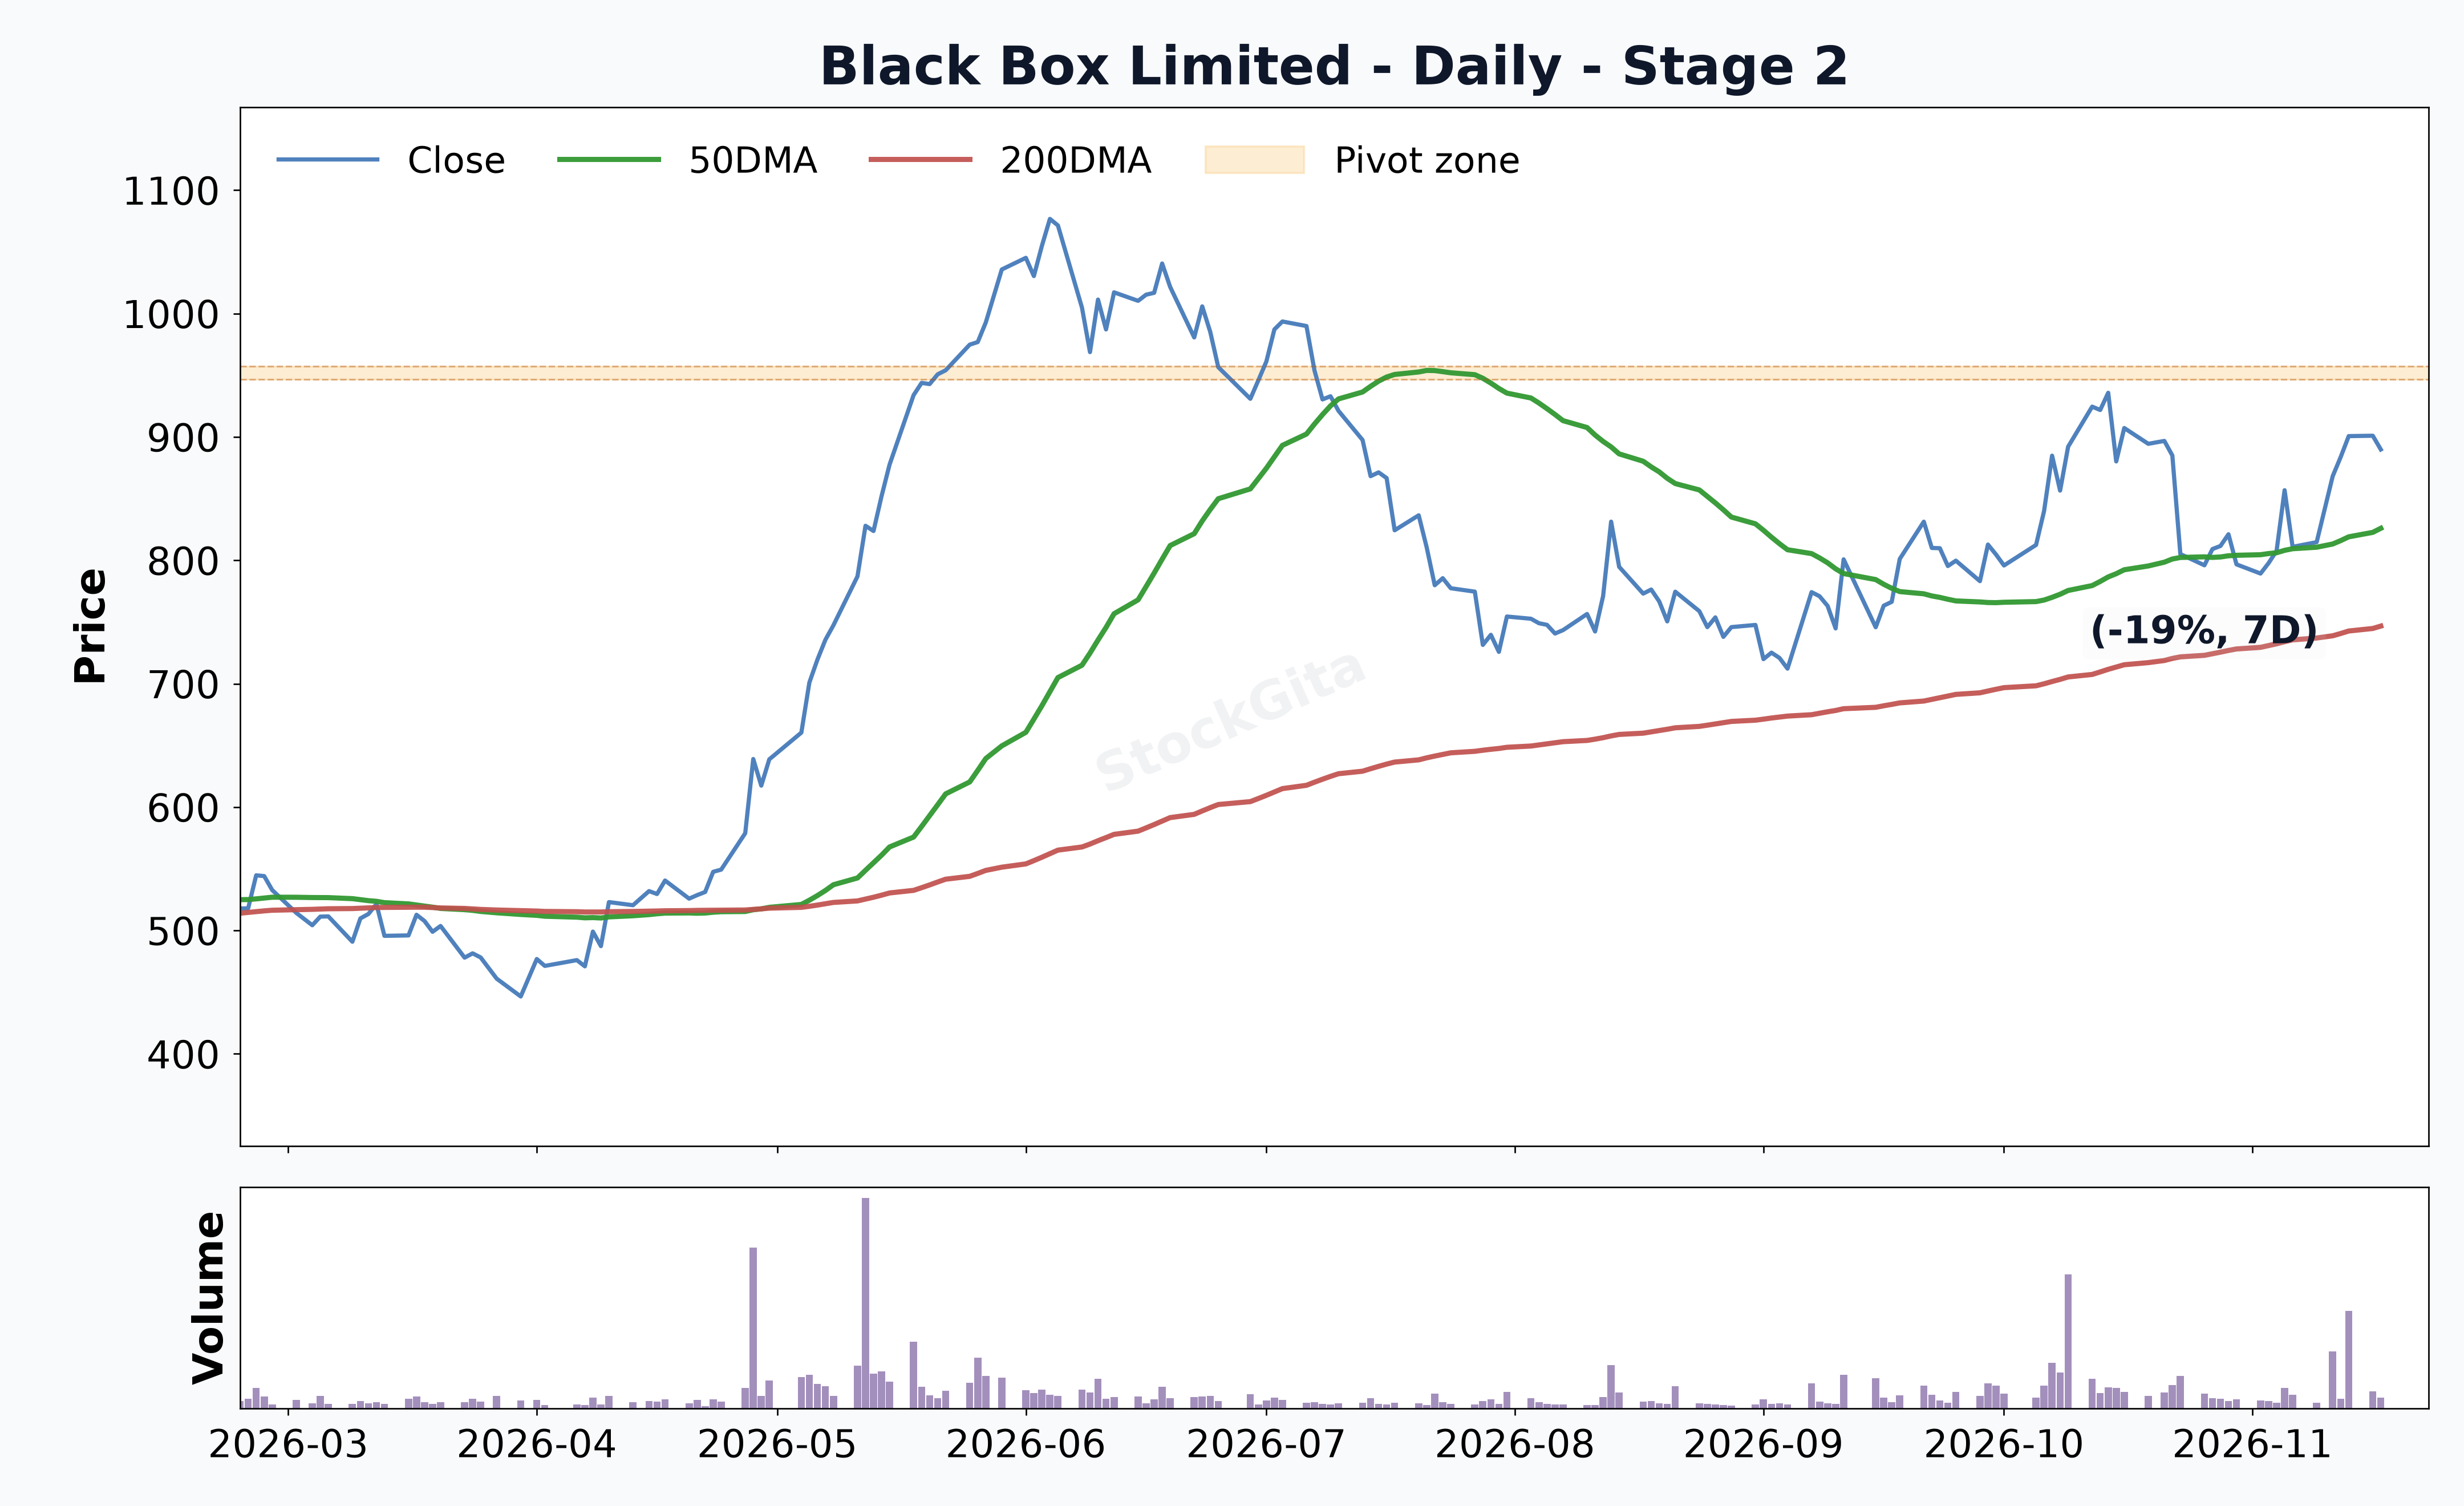 Black Box Limited - Daily - Stage 2
Close 50DMA 200DMA Pivot zone
1100
1000
900
800
700
600
500
400
Price
(-19%, 7D)
StockGita
Volume
2026-03 2026-04 2026-05 2026-06 2026-07 2026-08 2026-09 2026-10 2026-11